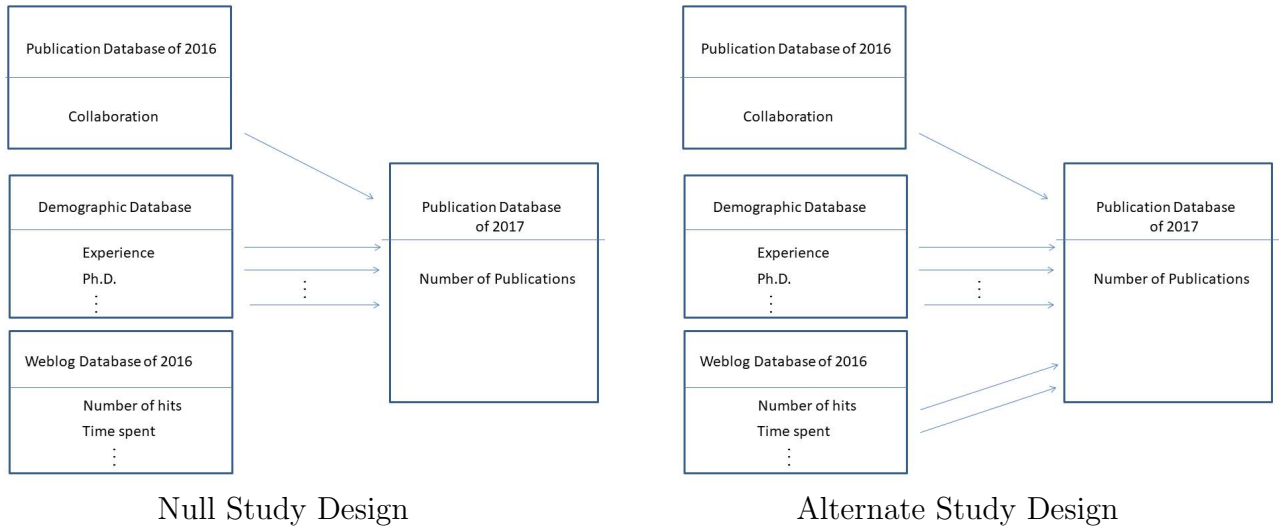 Publication Database of 2016
Collaboration
Demographic Database
Experience
Ph.D.
Weblog Database of 2016
Number of hits
Time spent
Publication Database
of 2017
Number of Publications
Null Study Design
Publication Database of 2016
Collaboration
Demographic Database
Experience
Ph.D.
Weblog Database of 2016
Number of hits
Time spent
Publication Database
of 2017
Number of Publications
Alternate Study Design